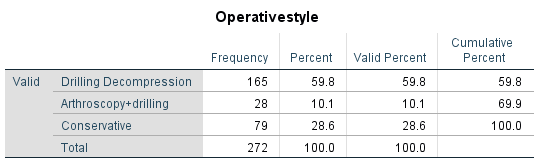 Operativestyle
Frequency Percent Valid Percent Cumulative Percent
Valid Drilling Decompression 165 59.8 59.8 59.8
Arthroscopy+drilling 28 10.1 10.1 69.9
Conservative 79 28.6 28.6 100.0
Total 272 100.0 100.0